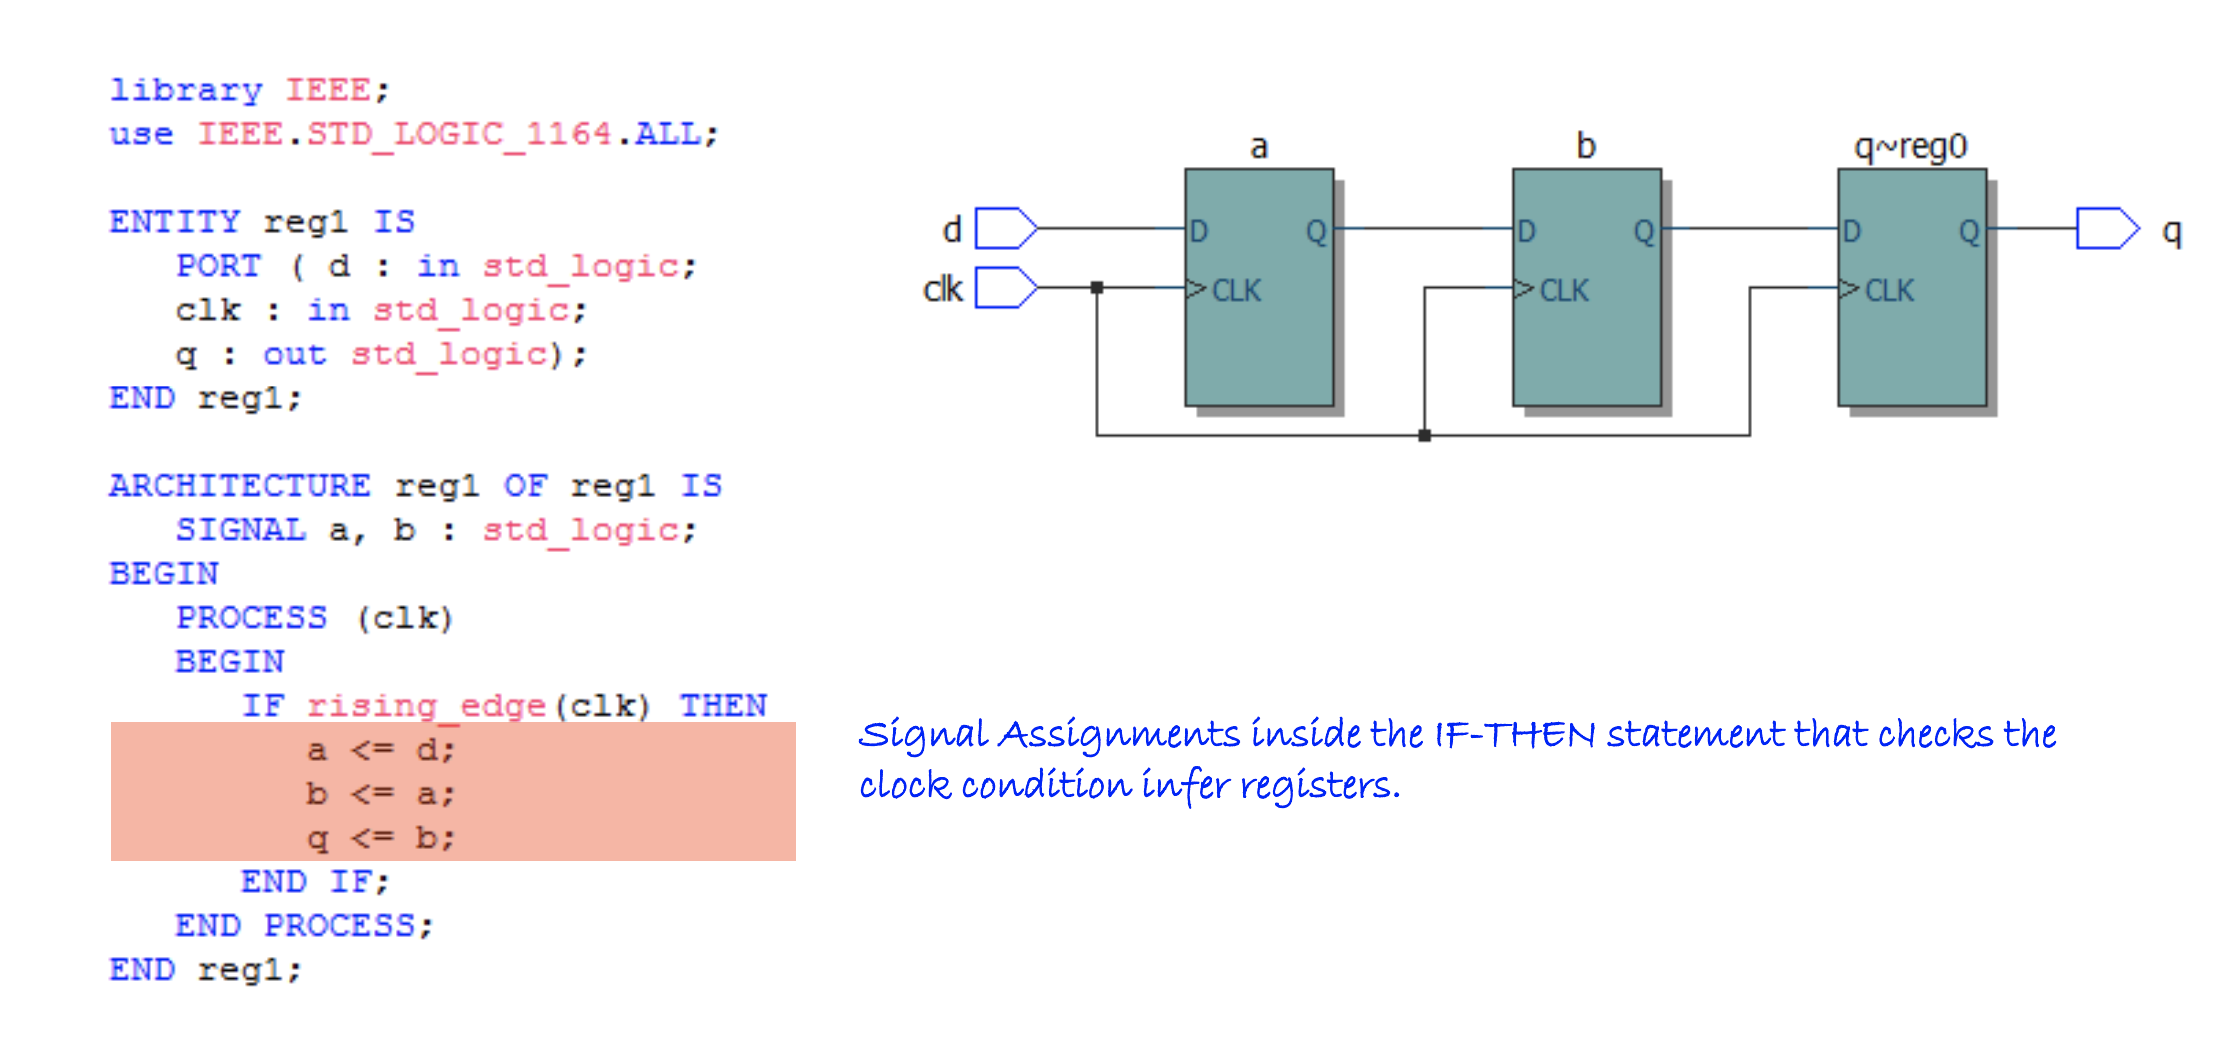 library IEEE;
use IEEE.STD_LOGIC_1164.ALL;
ENTITY reg1 IS
PORT ( d : in std_logic;
clk : in std_logic;
q : out std_logic);
END reg1;
ARCHITECTURE reg1 OF reg1 IS
SIGNAL a, b : std_logic;
BEGIN
PROCESS (clk)
BEGIN
IF rising_edge(clk) THEN
a <= d;
b <= a;
q <= b;
END IF;
END PROCESS;
END reg1;
a b q~reg0
d D Q D Q D Q q
clk CLK CLK CLK
Signal Assignments inside the IF-THEN statement that checks the
clock condition infer registers.